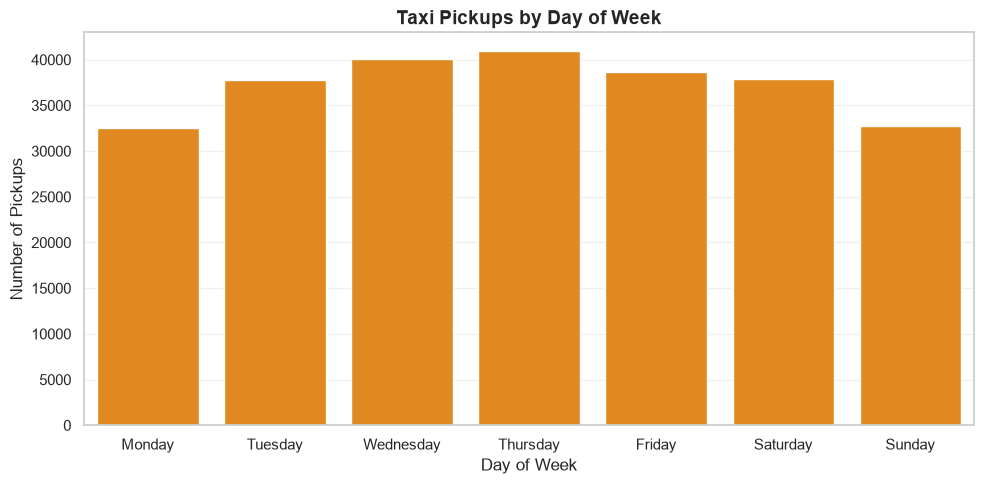 Taxi Pickups by Day of Week
Number of Pickups
40000
35000
30000
25000
20000
15000
10000
5000
0
Monday Tuesday Wednesday Thursday Friday Saturday Sunday
Day of Week